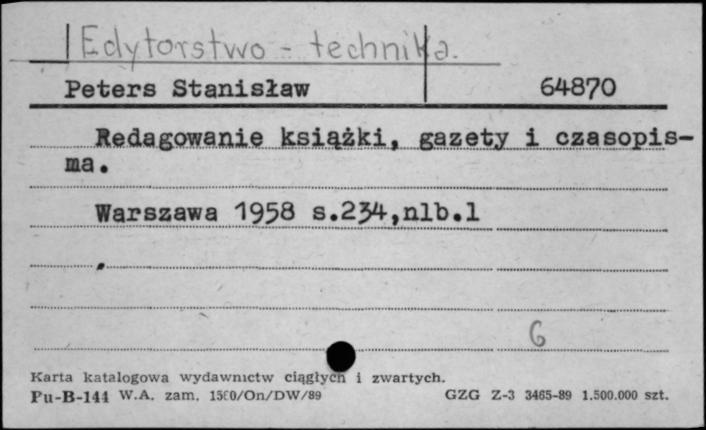 Edytorstwo - technika.
Peters Stanisław 64870
Redagowanie książki, gazety i czasopis-
ma.
Warszawa 1958 s.234,nlb.1
6
Karta katalogowa wydawnictw ciągłych i zwartych.
Pu-B-144 W.A. zam. 1500/On/DW/89 GZG Z-3 3465-89 1.500.000 szt.